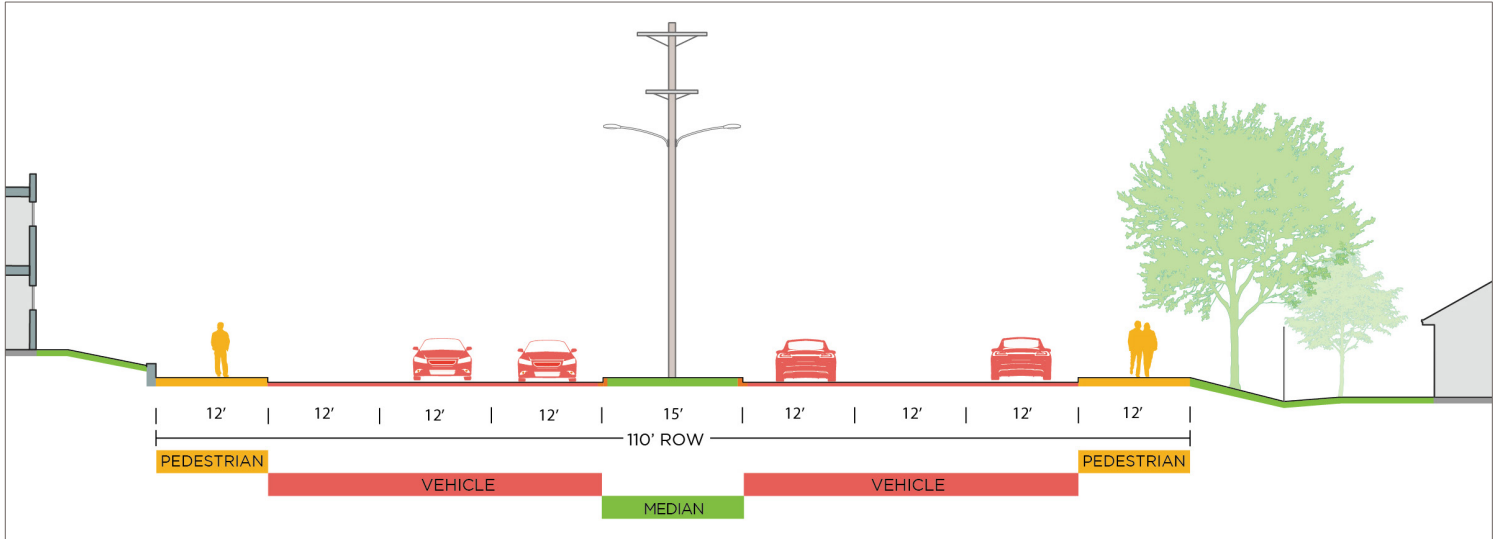 12' 12' 12' 12' 15' 12' 12' 12' 12'
110' ROW
PEDESTRIAN PEDESTRIAN
VEHICLE VEHICLE
MEDIAN